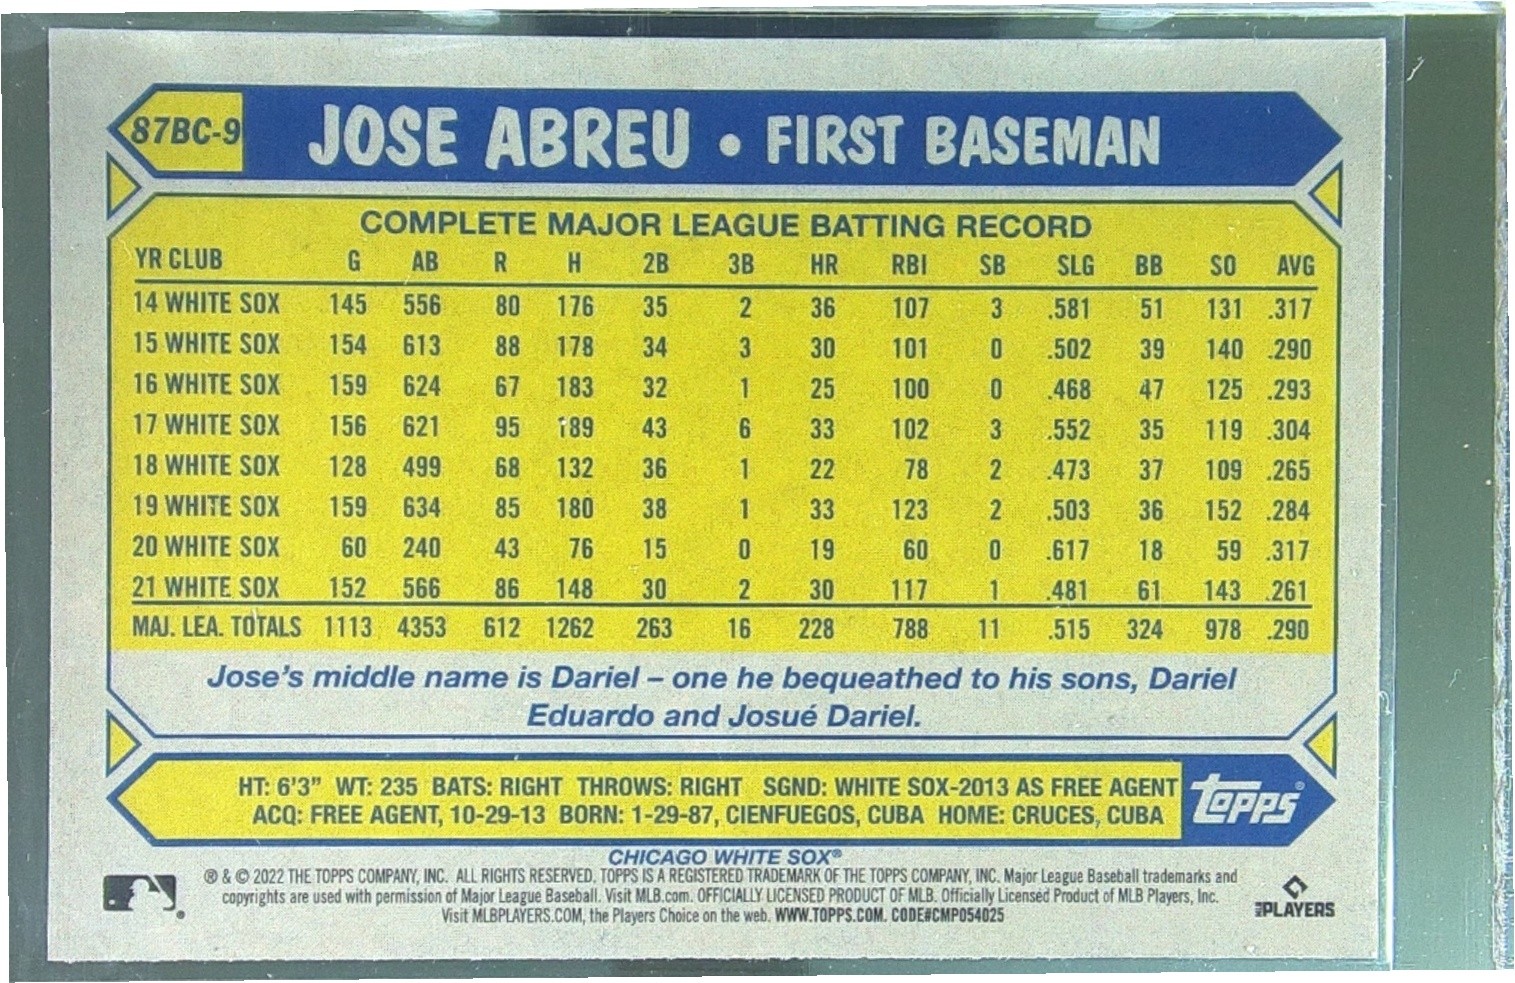 87BC-9 JOSE ABREU • FIRST BASEMAN
COMPLETE MAJOR LEAGUE BATTING RECORD
YR CLUB G AB R H 2B 3B HR RBI SB SLG BB SO AVG
14 WHITE SOX 145 556 80 176 35 2 36 107 3 .581 51 131 .317
15 WHITE SOX 154 613 88 178 34 3 30 101 0 .502 39 140 .290
16 WHITE SOX 159 624 67 183 32 1 25 100 0 .468 47 125 .293
17 WHITE SOX 156 621 95 189 43 6 33 102 3 .552 35 119 .304
18 WHITE SOX 128 499 68 132 36 1 22 78 2 .473 37 109 .265
19 WHITE SOX 159 634 85 180 38 1 33 123 2 .503 36 152 .284
20 WHITE SOX 60 240 43 76 15 0 19 60 0 .617 18 59 .317
21 WHITE SOX 152 566 86 148 30 2 30 117 1 .481 61 143 .261
MAJ. LEA. TOTALS 1113 4353 612 1262 263 16 228 788 11 .515 324 978 .290
Jose's middle name is Dariel – one he bequeathed to his sons, Dariel
Eduardo and Josué Dariel.
HT: 6'3" WT: 235 BATS: RIGHT THROWS: RIGHT SGND: WHITE SOX-2013 AS FREE AGENT
ACQ: FREE AGENT, 10-29-13 BORN: 1-29-87, CIENFUEGOS, CUBA HOME: CRUCES, CUBA
Topps®
CHICAGO WHITE SOX®
® & © 2022 THE TOPPS COMPANY, INC. ALL RIGHTS RESERVED. TOPPS IS A REGISTERED TRADEMARK OF THE TOPPS COMPANY, INC. Major League Baseball trademarks and
copyrights are used with permission of Major League Baseball. Visit MLB.com. OFFICIALLY LICENSED PRODUCT OF MLB. Officially Licensed Product of MLB Players, Inc.
Visit MLBPLAYERS.COM, the Players Choice on the web. WWW.TOPPS.COM. CODE#CMP054025
MLB PLAYERS